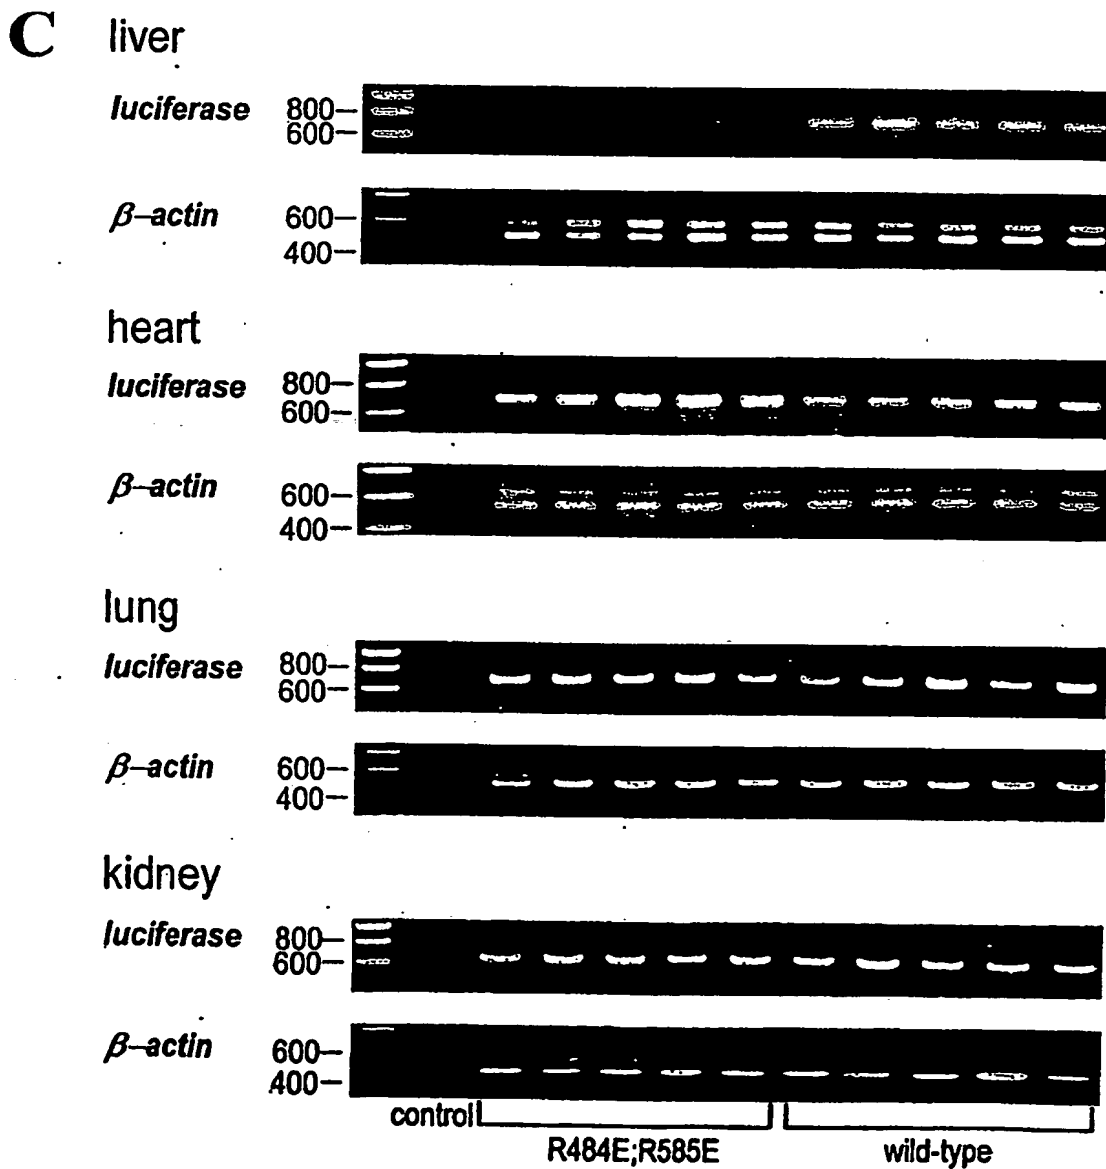 C liver
luciferase 800–
600–
β–actin 600–
400–
heart
luciferase 800–
600–
β–actin 600–
400–
lung
luciferase 800–
600–
β–actin 600–
400–
kidney
luciferase 800–
600–
β–actin 600–
400–
control
R484E;R585E wild-type